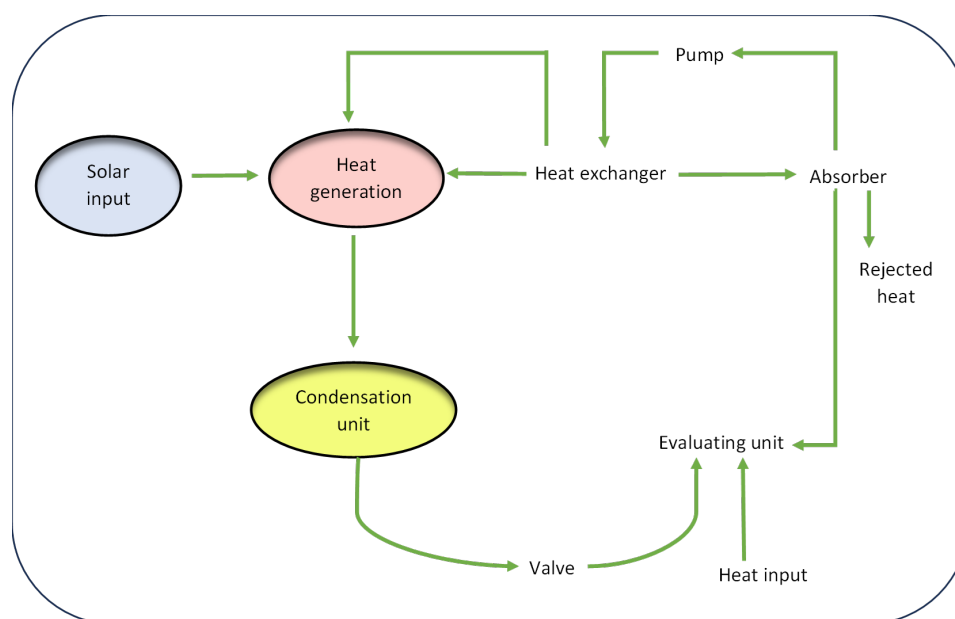 Pump
Solar
input
Heat
generation
Heat exchanger
Absorber
Rejected
heat
Condensation
unit
Evaluating unit
Valve
Heat input